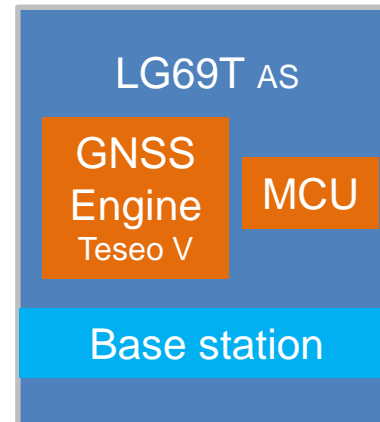 LG69T AS
GNSS
Engine
Teseo V
MCU
Base station